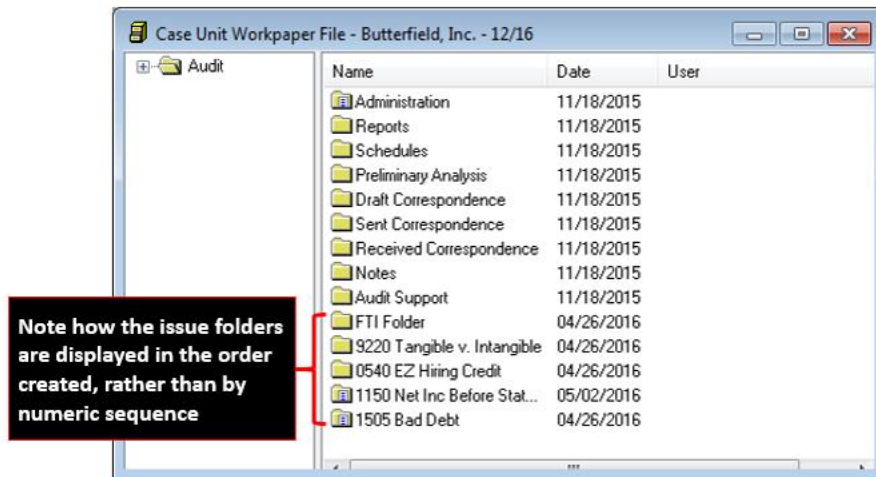 Case Unit Workpaper File - Butterfield, Inc. - 12/16
Audit
Name Date User
Administration 11/18/2015
Reports 11/18/2015
Schedules 11/18/2015
Preliminary Analysis 11/18/2015
Draft Correspondence 11/18/2015
Sent Correspondence 11/18/2015
Received Correspondence 11/18/2015
Notes 11/18/2015
Audit Support 11/18/2015
FTI Folder 04/26/2016
9220 Tangible v. Intangible 04/26/2016
0540 EZ Hiring Credit 04/26/2016
1150 Net Inc Before Stat... 05/02/2016
1505 Bad Debt 04/26/2016
Note how the issue folders
are displayed in the order
created, rather than by
numeric sequence